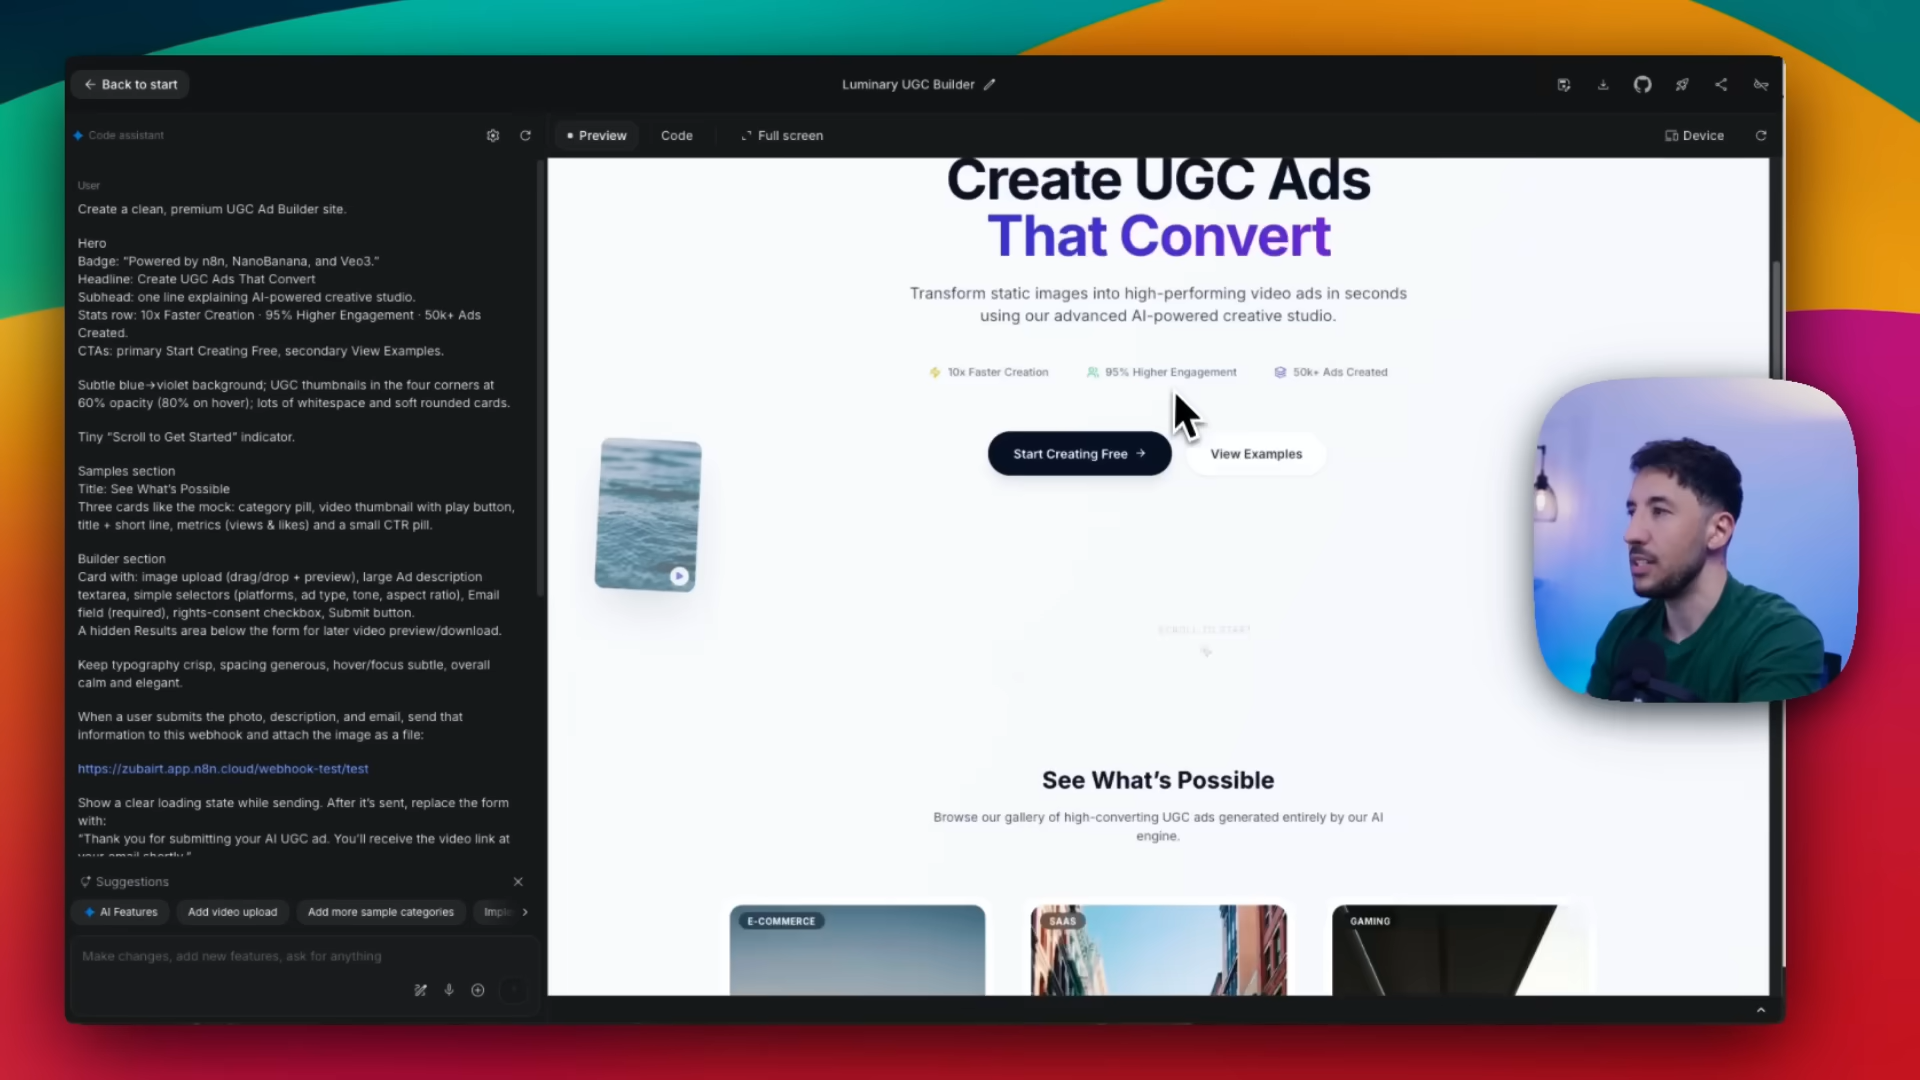 Back to start
Luminary UGC Builder
Code assistant
Preview
Code
Full screen
Device
User
Create a clean, premium UGC Ad Builder site.
Hero
Badge: “Powered by n8n, NanoBanana, and Veo3.”
Headline: Create UGC Ads That Convert
Subhead: one line explaining AI-powered creative studio.
Stats row: 10x Faster Creation · 95% Higher Engagement · 50k+ Ads
Created.
CTAs: primary Start Creating Free, secondary View Examples.
Subtle blue→violet background; UGC thumbnails in the four corners at
60% opacity (80% on hover); lots of whitespace and soft rounded cards.
Tiny “Scroll to Get Started” indicator.
Samples section
Title: See What’s Possible
Three cards like the mock: category pill, video thumbnail with play button,
title + short line, metrics (views & likes) and a small CTR pill.
Builder section
Card with: image upload (drag/drop + preview), large Ad description
textarea, simple selectors (platforms, ad type, tone, aspect ratio), Email
field (required), rights-consent checkbox, Submit button.
A hidden Results area below the form for later video preview/download.
Keep typography crisp, spacing generous, hover/focus subtle, overall
calm and elegant.
When a user submits the photo, description, and email, send that
information to this webhook and attach the image as a file:
https://zubairt.app.n8n.cloud/webhook-test/test
Show a clear loading state while sending. After it’s sent, replace the form
with:
“Thank you for submitting your AI UGC ad. You’ll receive the video link at
your email shortly.”
Suggestions
AI Features
Add video upload
Add more sample categories
Make changes, add new features, ask for anything
Create UGC Ads
That Convert
Transform static images into high-performing video ads in seconds
using our advanced AI-powered creative studio.
10x Faster Creation
95% Higher Engagement
50k+ Ads Created
Start Creating Free →
View Examples
SCROLL TO START
See What’s Possible
Browse our gallery of high-converting UGC ads generated entirely by our AI
engine.
E-COMMERCE
SAAS
GAMING